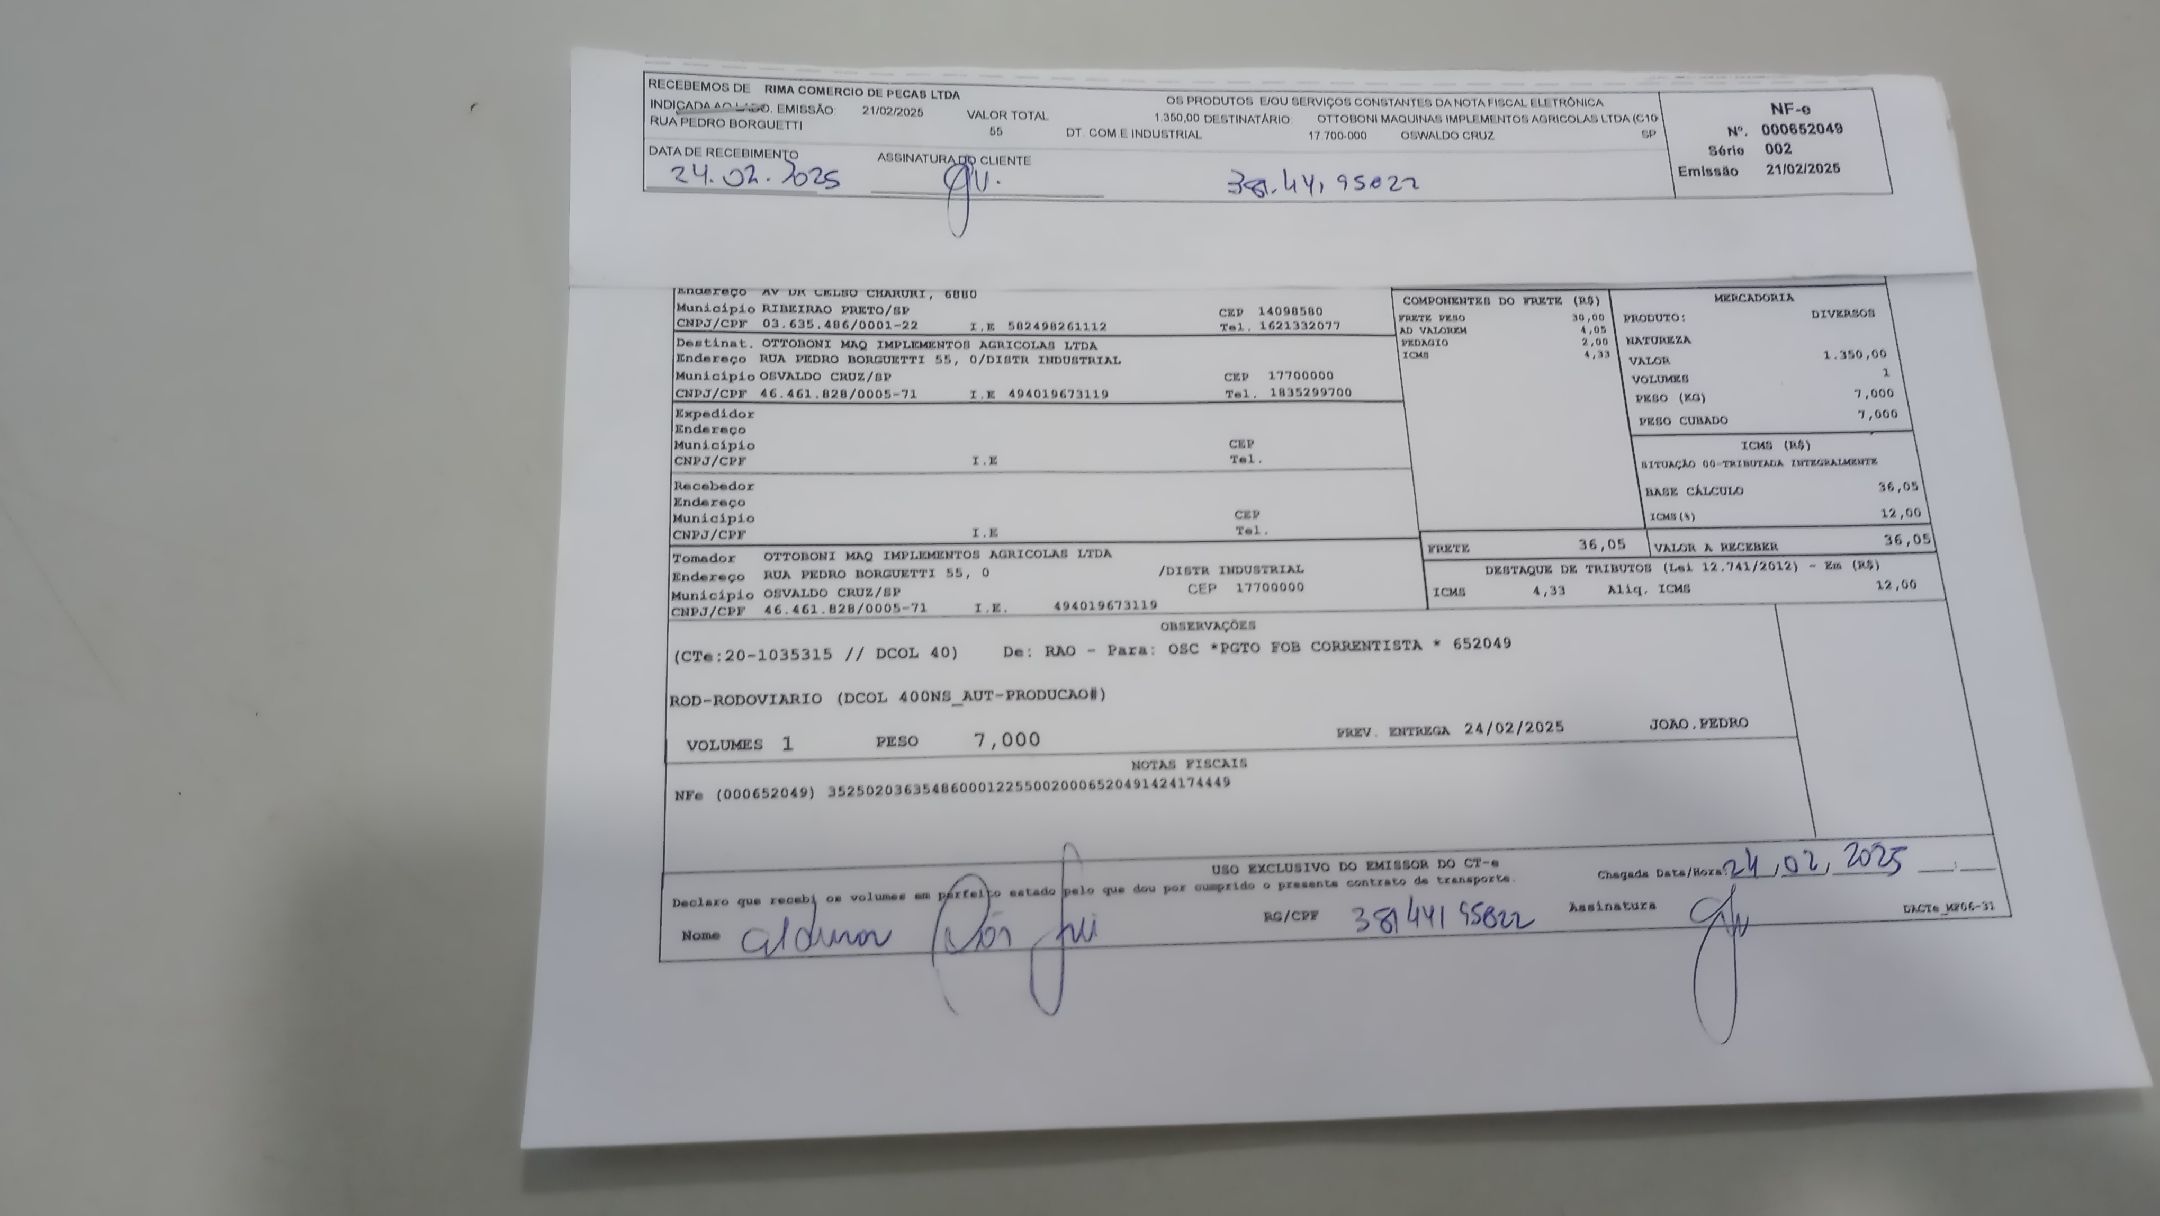 RECEBEMOS DE RIMA COMERCIO DE PECAS LTDA OS PRODUTOS E/OU SERVIÇOS CONSTANTES DA NOTA FISCAL ELETRÔNICA
INDICADA AO LADO. EMISSÃO 21/02/2025 VALOR TOTAL 1.350,00 DESTINATÁRIO OTTOBONI MAQUINAS IMPLEMENTOS AGRICOLAS LTDA (C10
RUA PEDRO BORGUETTI 55 DT. COM E INDUSTRIAL 17.700-000 OSWALDO CRUZ SP
NF-e
Nº. 000652049
Série 002
Emissão 21/02/2025
DATA DE RECEBIMENTO ASSINATURA DO CLIENTE
24.02.2025 381.441.95822
Endereço AV DR CELSO CHARURI, 6880
Município RIBEIRAO PRETO/SP CEP 14098580
CNPJ/CPF 03.635.486/0001-22 I.E 582498261112 Tel. 1621332077
Destinat. OTTOBONI MAQ IMPLEMENTOS AGRICOLAS LTDA
Endereço RUA PEDRO BORGUETTI 55, 0/DISTR INDUSTRIAL
Município OSVALDO CRUZ/SP CEP 17700000
CNPJ/CPF 46.461.828/0005-71 I.E 494019673119 Tel. 1835299700
Expedidor
Endereço
Município CEP
CNPJ/CPF I.E Tel.
Recebedor
Endereço
Município CEP
CNPJ/CPF I.E Tel.
Tomador OTTOBONI MAQ IMPLEMENTOS AGRICOLAS LTDA
Endereço RUA PEDRO BORGUETTI 55, 0 /DISTR INDUSTRIAL
Município OSVALDO CRUZ/SP CEP 17700000
CNPJ/CPF 46.461.828/0005-71 I.E. 494019673119
COMPONENTES DO FRETE (R$)
FRETE PESO 30,00
AD VALOREM 4,05
PEDAGIO 2,00
ICMS 4,33
MERCADORIA
PRODUTO: DIVERSOS
NATUREZA
VALOR 1.350,00
VOLUMES 1
PESO (KG) 7,000
PESO CUBADO 7,000
ICMS (R$)
SITUAÇÃO 00-TRIBUTADA INTEGRALMENTE
BASE CÁLCULO 36,05
ICMS(%) 12,00
FRETE 36,05 VALOR A RECEBER 36,05
DESTAQUE DE TRIBUTOS (Lei 12.741/2012) - Em (R$)
ICMS 4,33 Aliq. ICMS 12,00
OBSERVAÇÕES
(CTe:20-1035315 // DCOL 40) De: RAO - Para: OSC *PGTO FOB CORRENTISTA * 652049
ROD-RODOVIARIO (DCOL 400NS_AUT-PRODUCAO#)
VOLUMES 1 PESO 7,000 PREV. ENTREGA 24/02/2025 JOAO.PEDRO
NOTAS FISCAIS
NFe (000652049) 35250203635486000122550020006520491424174449
USO EXCLUSIVO DO EMISSOR DO CT-e
Declaro que recebi os volumes em perfeito estado pelo que dou por cumprido o presente contrato de transporte.
Chegada Data/Hora: 24,02,2025 __:__
Nome RG/CPF 38144195822 Assinatura
DACTe_W206-31